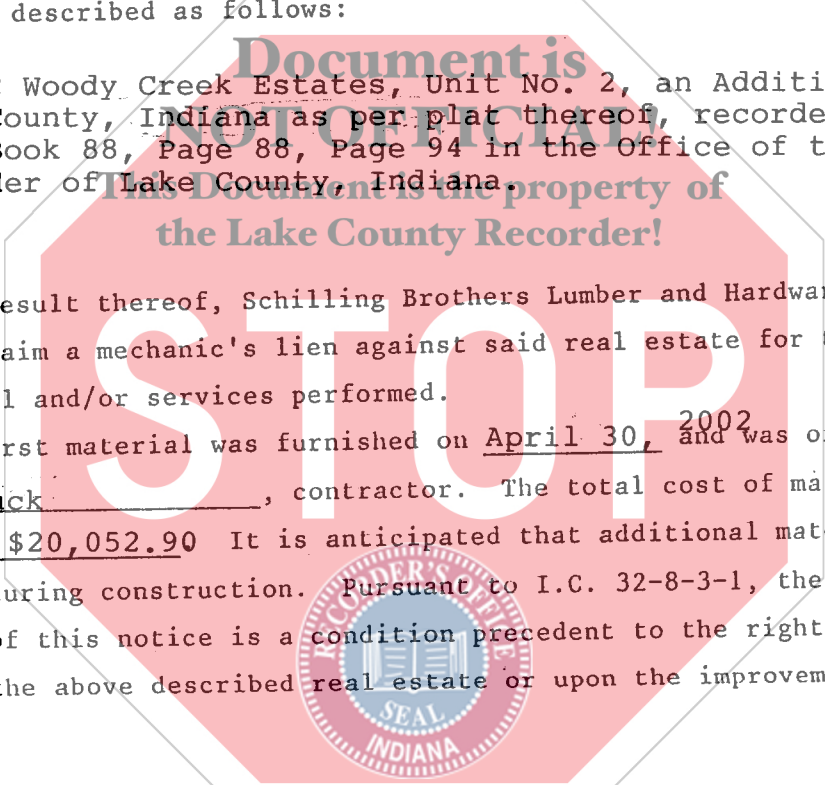 described as follows:
Document is
Woody Creek Estates, Unit No. 2, an Additi
NOT OFFICIAL!
County, Indiana as per plat thereof, recorde
Book 88, Page 88, Page 94 in the Office of t
der of Lake County, Indiana.
This Document is the property of
the Lake County Recorder!
esult thereof, Schilling Brothers Lumber and Hardwar
aim a mechanic's lien against said real estate for
l and/or services performed.
STOP
2002
rst material was furnished on April 30, and was o
ick , contractor. The total cost of ma
$20,052.90 It is anticipated that additional mat
uring construction. Pursuant to I.C. 32-8-3-1, the
of this notice is a condition precedent to the right
the above described real estate or upon the improvem
RECORDER'S OFFICE
SEAL
INDIANA